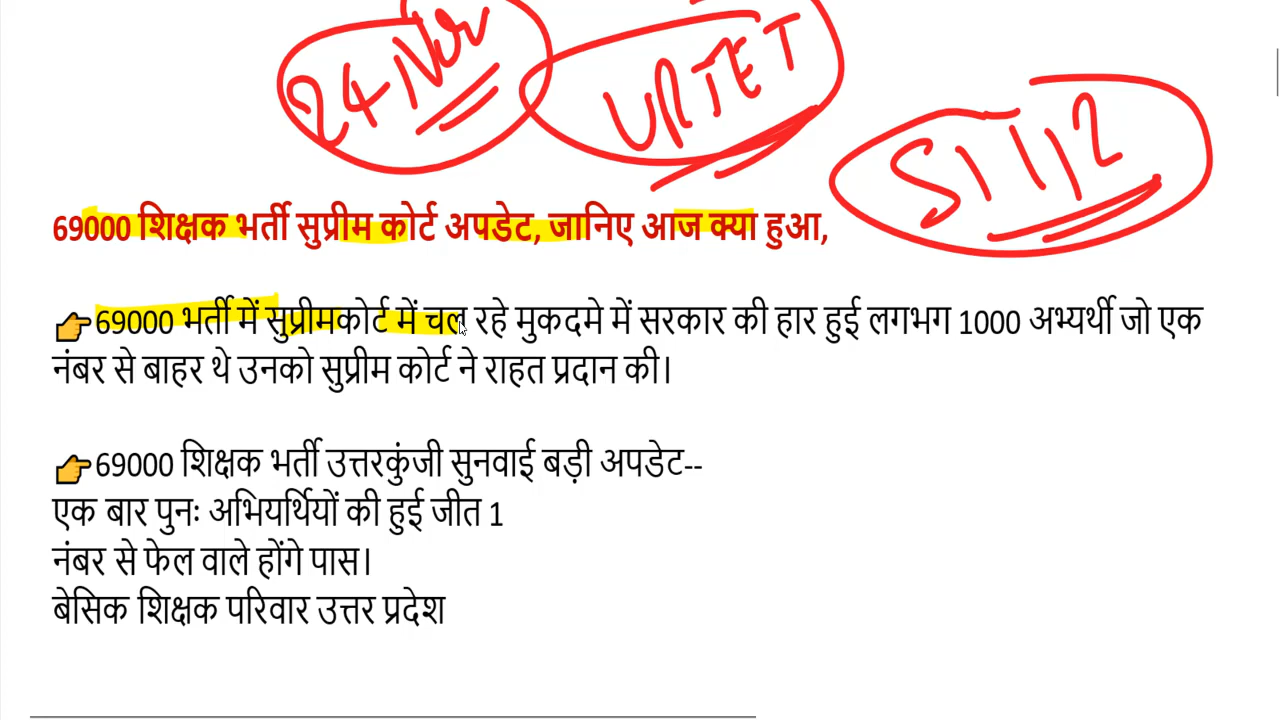 24 Nov
UPTET
69000 शिक्षक भर्ती सुप्रीम कोर्ट अपडेट, जानिए आज क्या हुआ,
👉69000 भर्ती में सुप्रीमकोर्ट में चल रहे मुकदमे में सरकार की हार हुई लगभग 1000 अभ्यर्थी जो एक
नंबर से बाहर थे उनको सुप्रीम कोर्ट ने राहत प्रदान की।
👉69000 शिक्षक भर्ती उत्तरकुंजी सुनवाई बड़ी अपडेट--
एक बार पुनः अभियर्थियों की हुई जीत 1
नंबर से फेल वाले होंगे पास।
बेसिक शिक्षक परिवार उत्तर प्रदेश